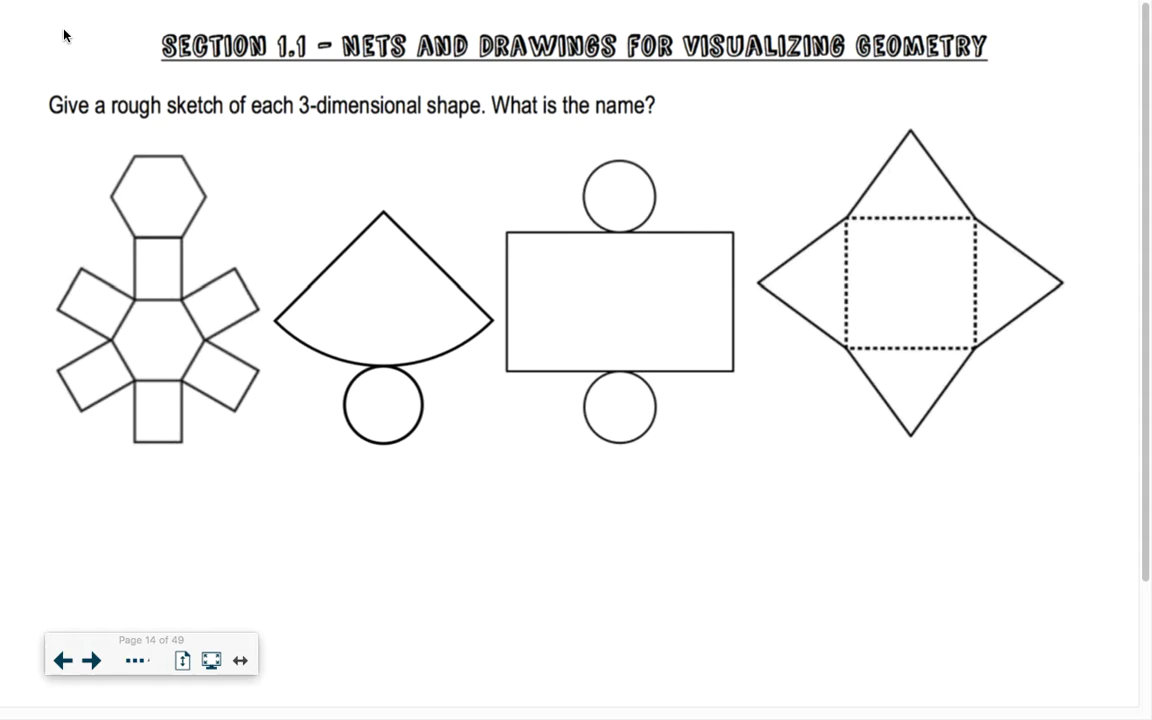 SECTION 1.1 - NETS AND DRAWINGS FOR VISUALIZING GEOMETRY
Give a rough sketch of each 3-dimensional shape. What is the name?
Page 14 of 49